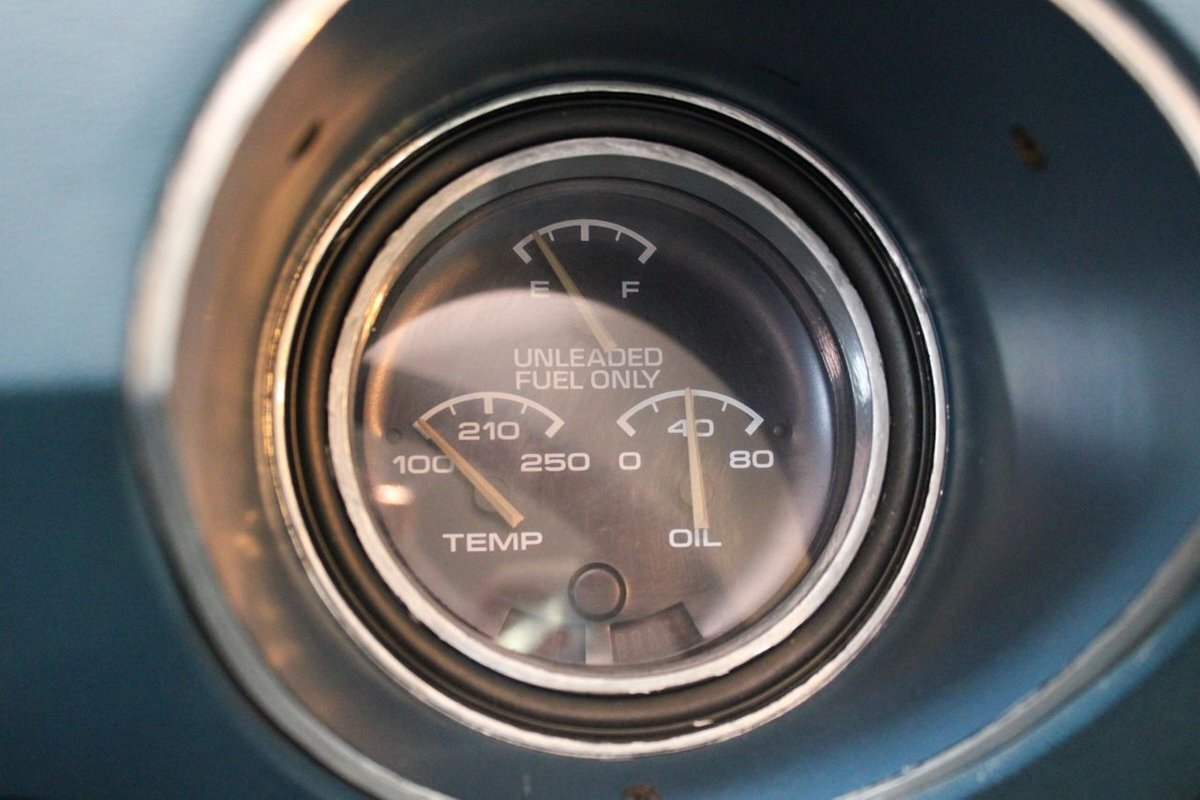 E F
UNLEADED
FUEL ONLY
210
100 250
TEMP
40
0 80
OIL